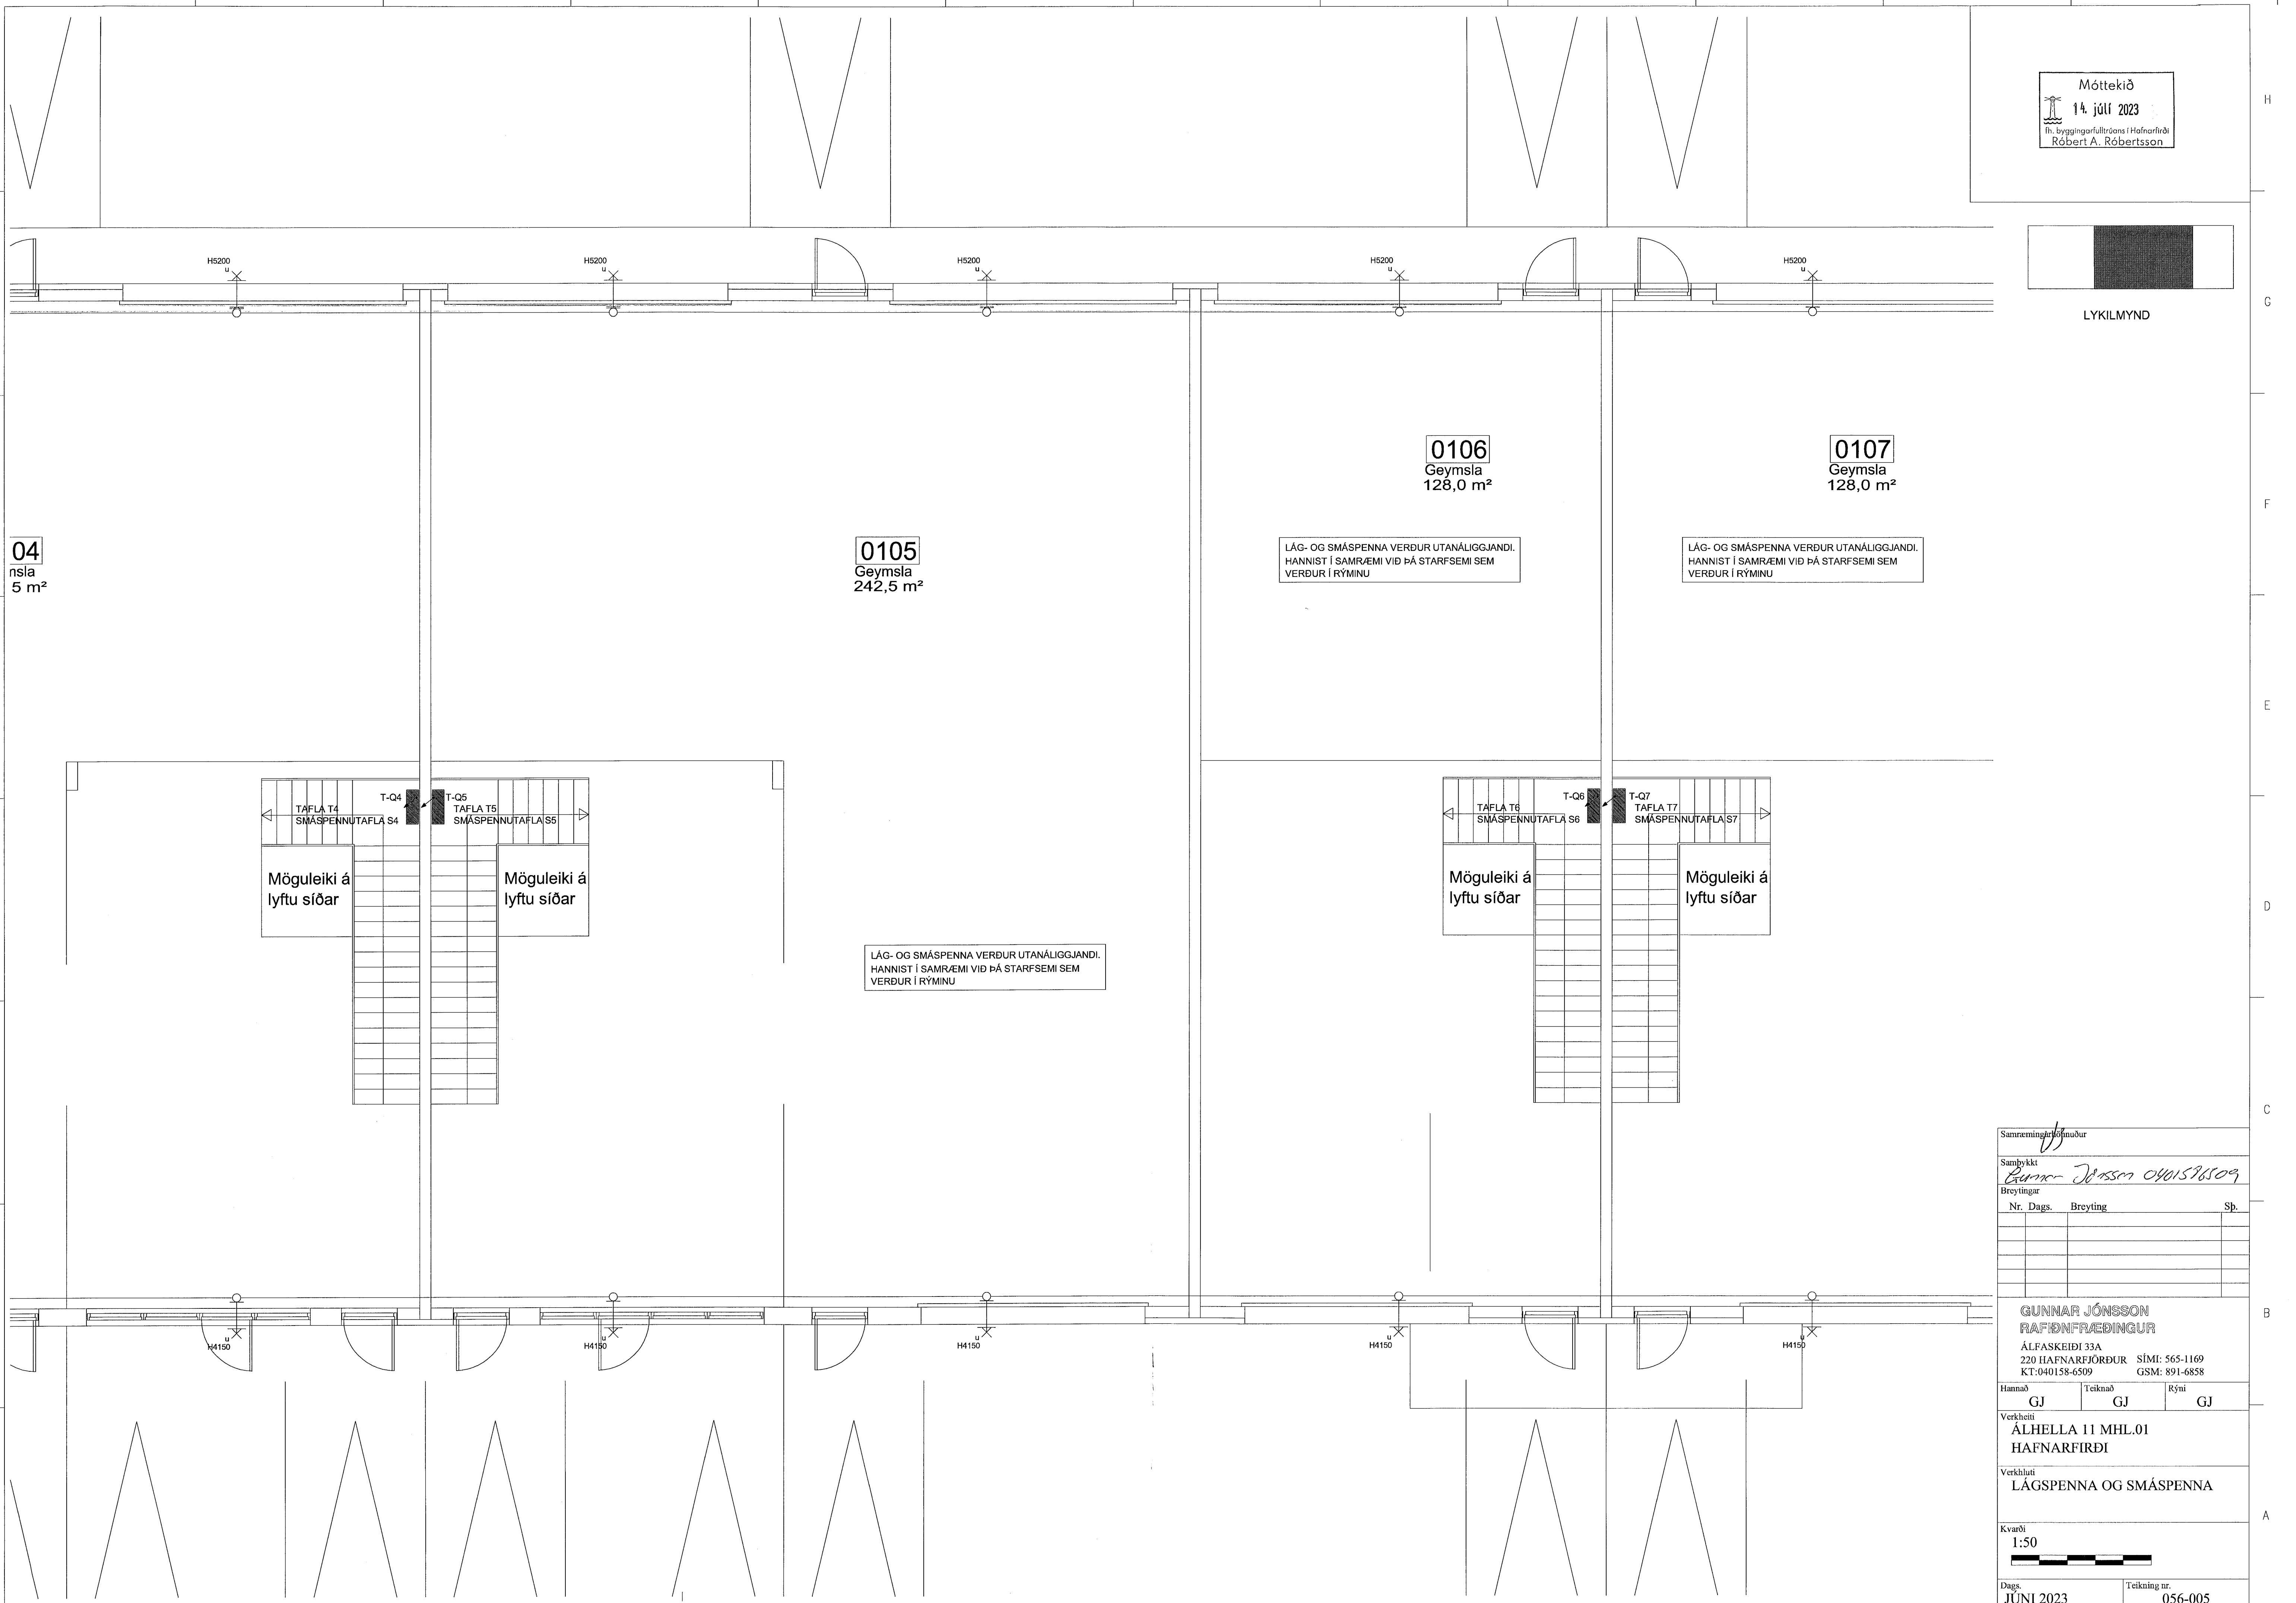 Móttekið
14. júlí 2023
fh. byggingarfulltrúans í Hafnarfirði
Róbert A. Róbertsson
H
LYKILMYND
G
H5200
u
H5200
u
H5200
u
H5200
u
H5200
u
0106
Geymsla
128,0 m²
0107
Geymsla
128,0 m²
F
04
nsla
5 m²
0105
Geymsla
242,5 m²
LÁG- OG SMÁSPENNA VERÐUR UTANÁLIGGJANDI.
HANNIST Í SAMRÆMI VIÐ ÞÁ STARFSEMI SEM
VERÐUR Í RÝMINU
LÁG- OG SMÁSPENNA VERÐUR UTANÁLIGGJANDI.
HANNIST Í SAMRÆMI VIÐ ÞÁ STARFSEMI SEM
VERÐUR Í RÝMINU
E
T-Q4
TAFLA T4
SMÁSPENNUTAFLA S4
T-Q5
TAFLA T5
SMÁSPENNUTAFLA S5
T-Q6
TAFLA T6
SMÁSPENNUTAFLA S6
T-Q7
TAFLA T7
SMÁSPENNUTAFLA S7
Möguleiki á
lyftu síðar
Möguleiki á
lyftu síðar
Möguleiki á
lyftu síðar
Möguleiki á
lyftu síðar
D
LÁG- OG SMÁSPENNA VERÐUR UTANÁLIGGJANDI.
HANNIST Í SAMRÆMI VIÐ ÞÁ STARFSEMI SEM
VERÐUR Í RÝMINU
C
u
H4150
u
H4150
u
H4150
u
H4150
u
H4150
Samræmingarhönnuður
Samþykkt
Gunnar Jónsson 0401586509
Breytingar
Nr. Dags. Breyting Sþ.
GUNNAR JÓNSSON
RAFIÐNFRÆÐINGUR
B
ÁLFASKEIÐI 33A
220 HAFNARFJÖRÐUR SÍMI: 565-1169
KT:040158-6509 GSM: 891-6858
Hannað Teiknað Rýni
GJ GJ GJ
Verkheiti
ÁLHELLA 11 MHL.01
HAFNARFIRÐI
Verkhluti
LÁGSPENNA OG SMÁSPENNA
A
Kvarði
1:50
Dags. Teikning nr.
JÚNI 2023 056-005